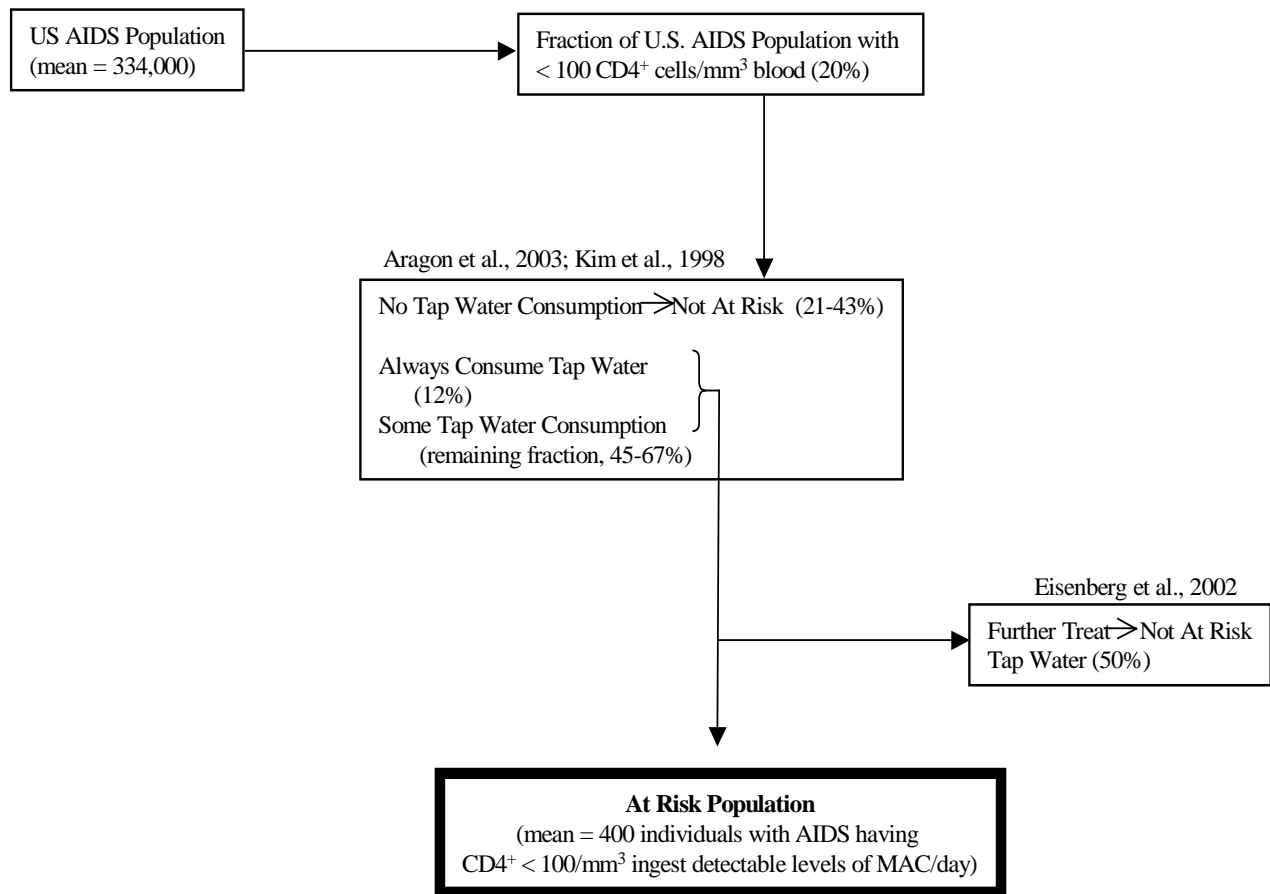 US AIDS Population
(mean = 334,000)
Fraction of U.S. AIDS Population with
< 100 CD4⁺ cells/mm³ blood (20%)
Aragon et al., 2003; Kim et al., 1998
No Tap Water Consumption → Not At Risk (21-43%)
Always Consume Tap Water
(12%)
Some Tap Water Consumption
(remaining fraction, 45-67%)
Eisenberg et al., 2002
Further Treat → Not At Risk
Tap Water (50%)
At Risk Population
(mean = 400 individuals with AIDS having
CD4⁺ < 100/mm³ ingest detectable levels of MAC/day)